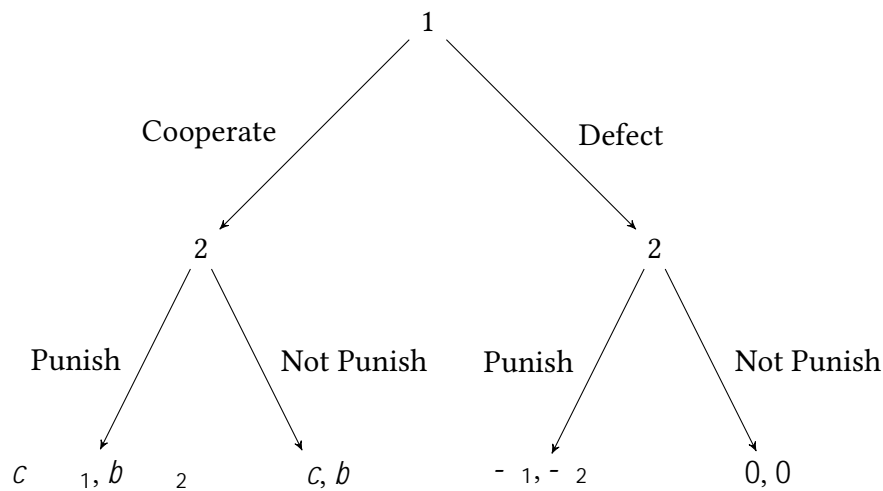 1
Cooperate Defect
2 2
Punish Not Punish Punish Not Punish
c ₁, b ₂ c, b - ₁, - ₂ 0, 0